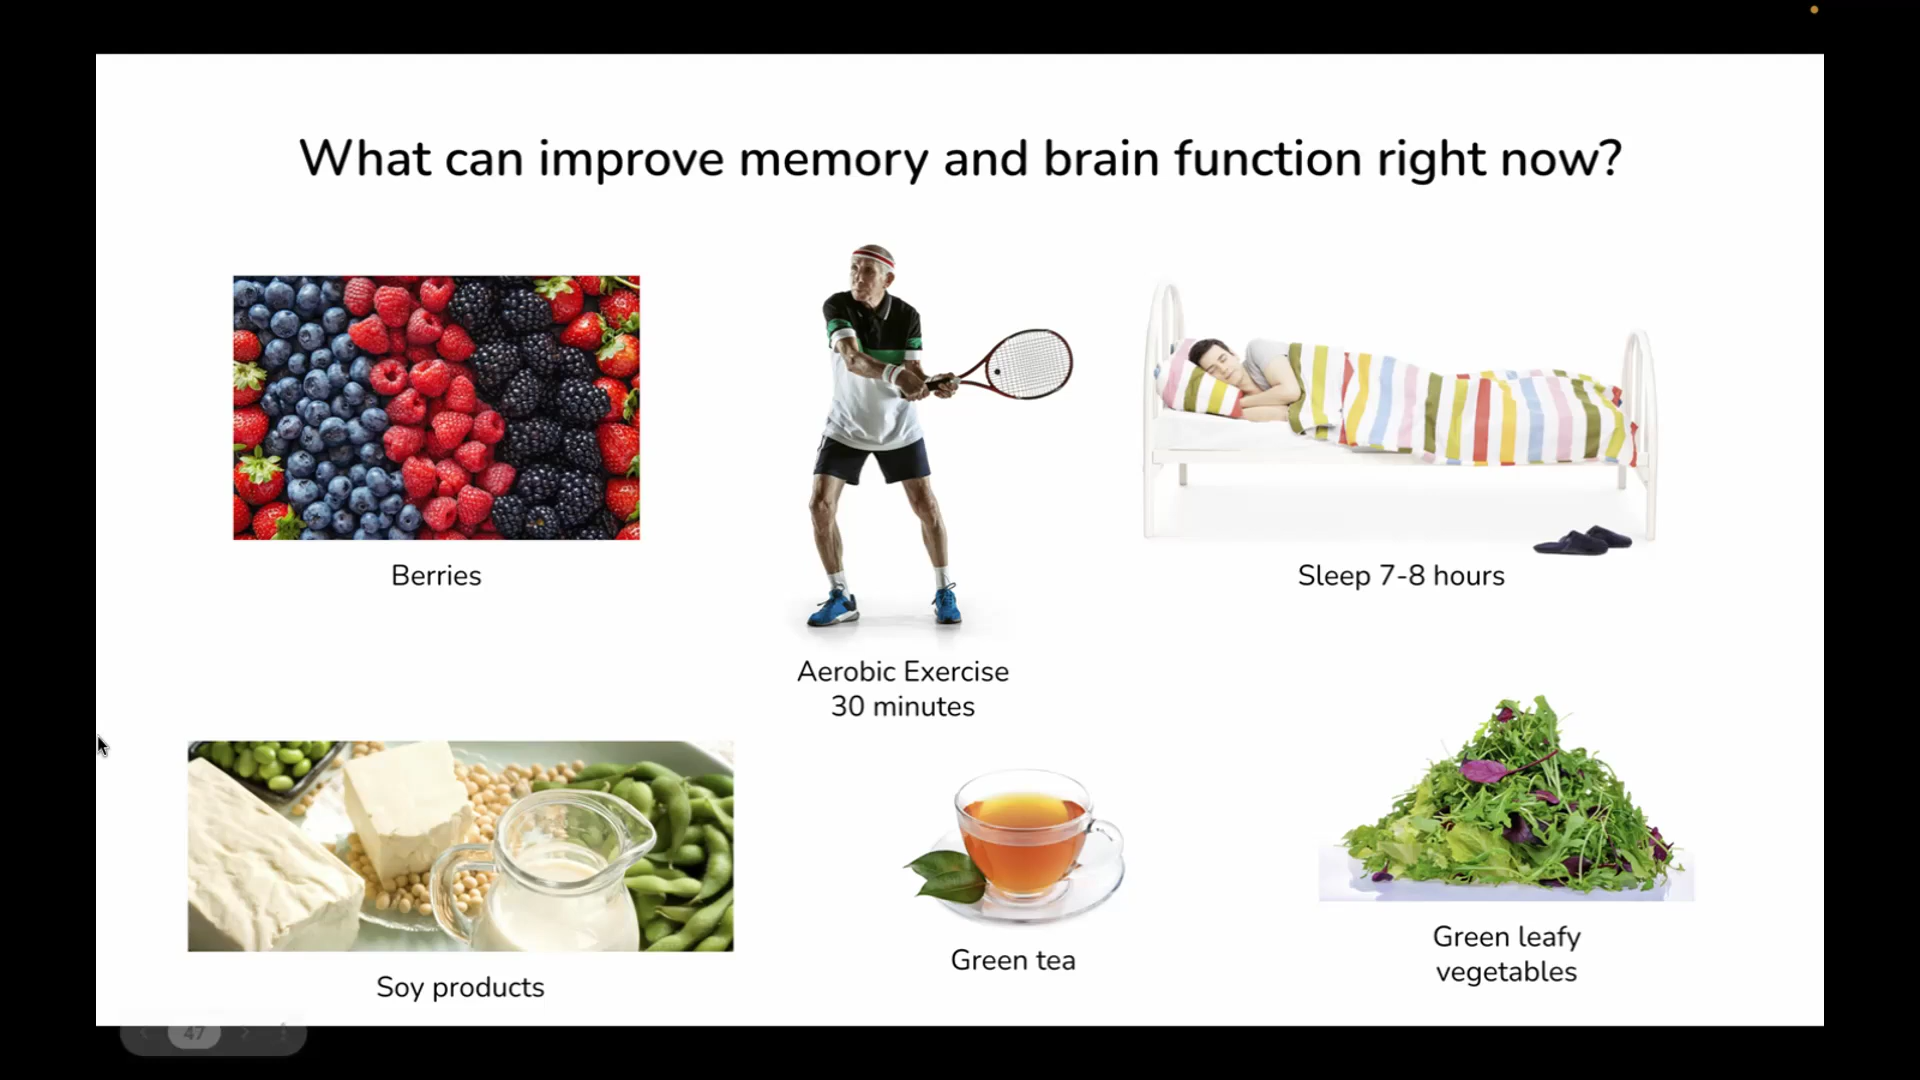 What can improve memory and brain function right now?
Berries
Aerobic Exercise
30 minutes
Sleep 7-8 hours
Soy products
Green tea
Green leafy
vegetables
47